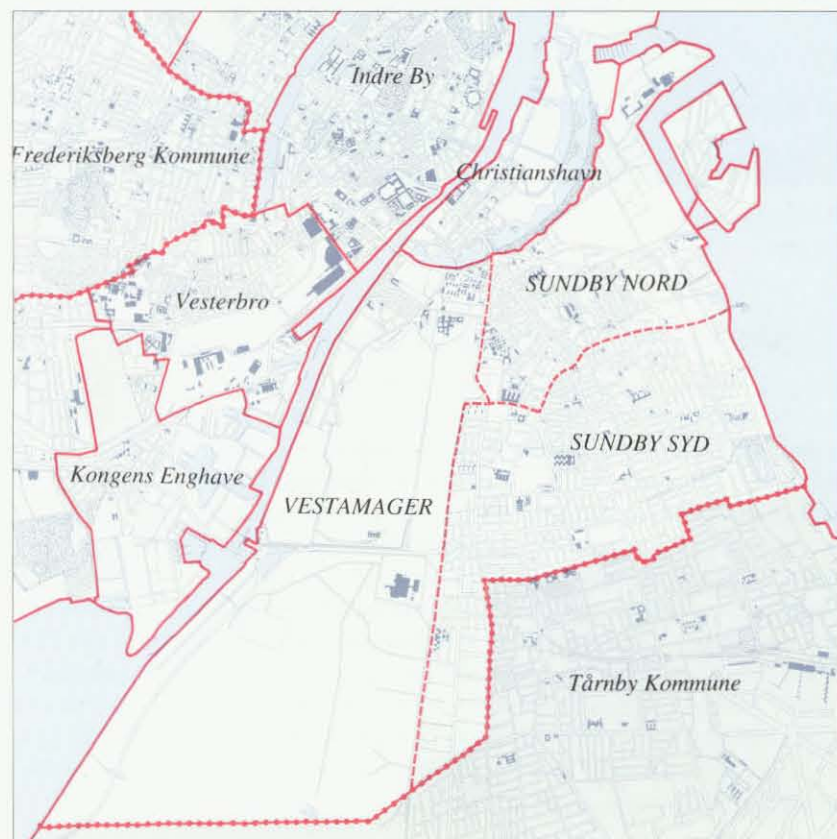 Indre By
Frederiksberg Kommune
Christianshavn
SUNDBY NORD
Vesterbro
SUNDBY SYD
Kongens Enghave
VESTAMAGER
Tårnby Kommune